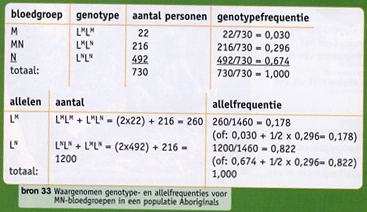 bloedgroep genotype aantal personen genotypefrequentie
M LᴹLᴹ 22 22/730 = 0,030
MN LᴹLᴺ 216 216/730 = 0,296
N LᴺLᴺ 492 492/730 = 0,674
totaal: 730 730/730 = 1,000
allelen aantal allelfrequentie
Lᴹ LᴹLᴹ + LᴹLᴺ = (2x22) + 216 = 260 260/1460 = 0,178
(of: 0,030 + 1/2 x 0,296= 0,178)
Lᴺ LᴺLᴺ + LᴹLᴺ = (2x492) + 216 = 1200/1460 = 0,822
1200 (of: 0,674 + 1/2 x 0,296= 0,822)
totaal: 1,000
bron 33 Waargenomen genotype- en allelfrequenties voor
MN-bloedgroepen in een populatie Aboriginals